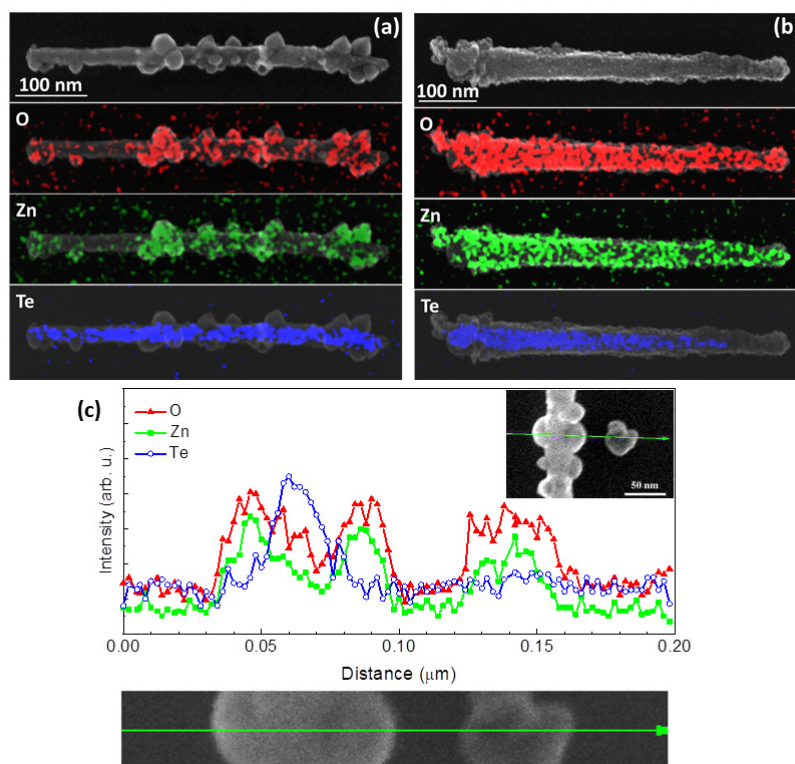 (a)
100 nm
O
Zn
Te
(b)
100 nm
O
Zn
Te
(c)
O
Zn
Te
50 nm
Intensity (arb. u.)
0.00 0.05 0.10 0.15 0.20
Distance (μm)